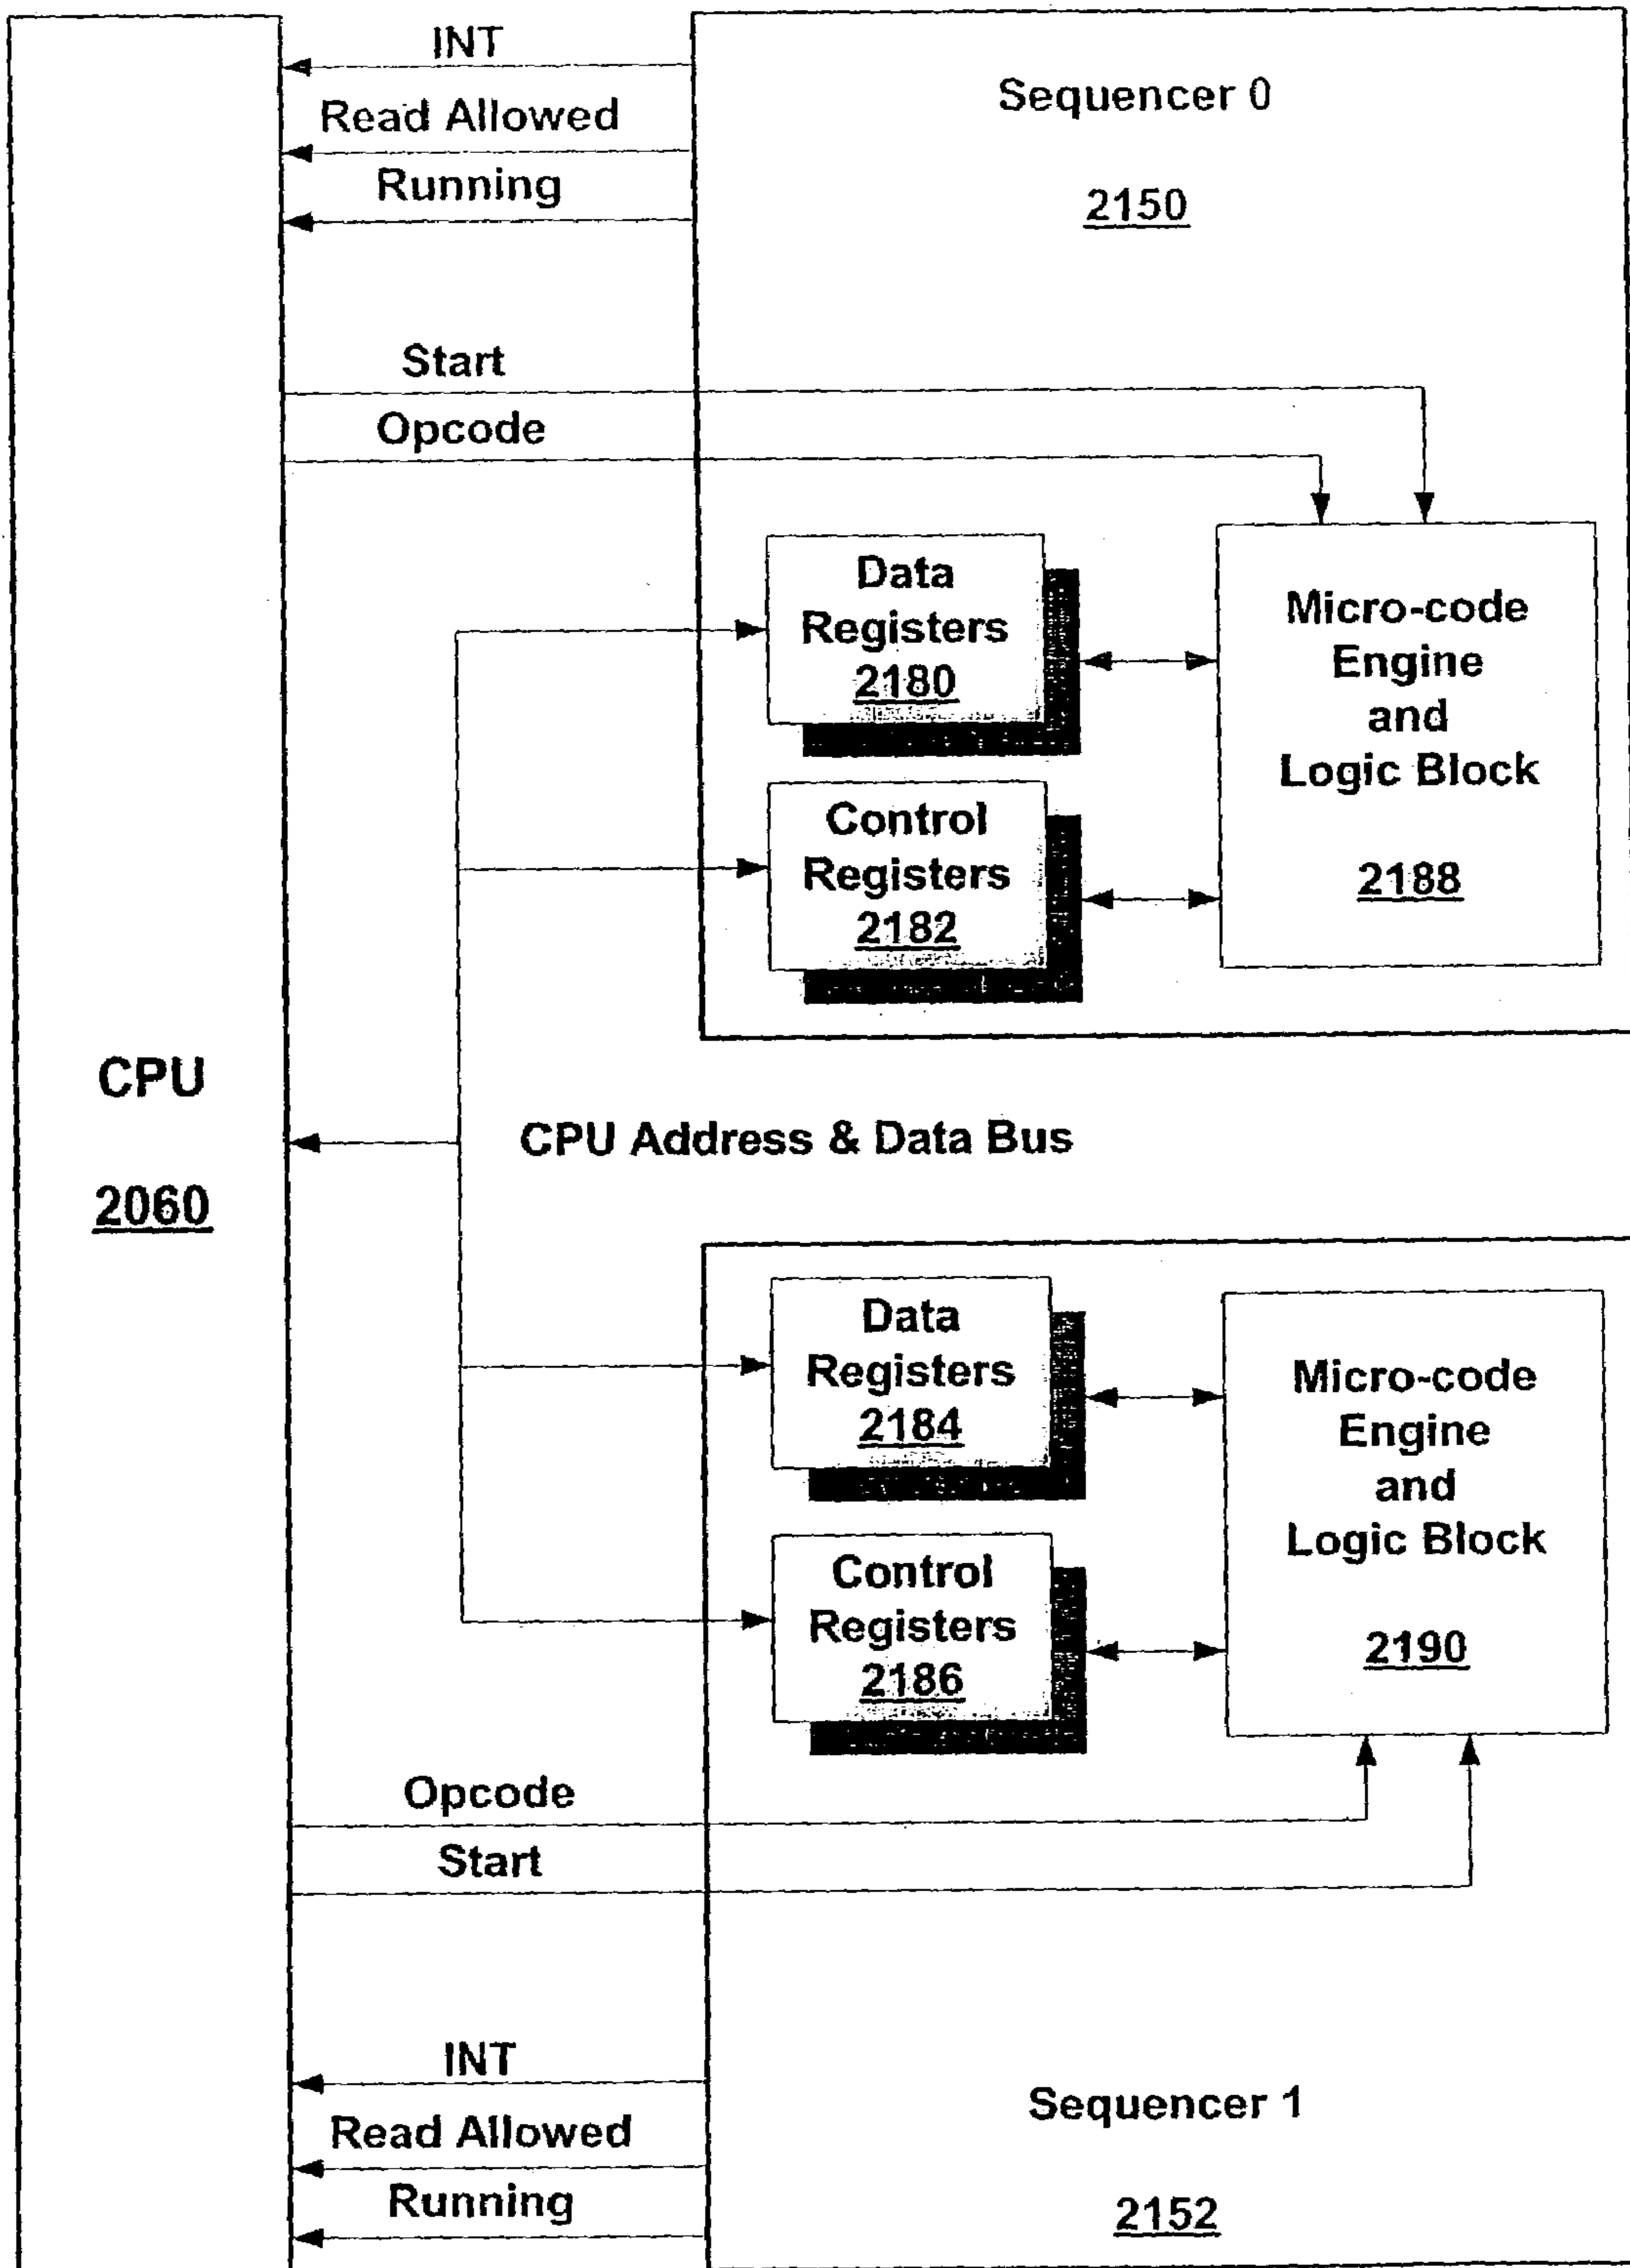 INT
Read Allowed
Running
Sequencer 0
2150
Start
Opcode
Data
Registers
2180
Micro-code
Engine
and
Logic Block
2188
Control
Registers
2182
CPU
2060
CPU Address & Data Bus
Data
Registers
2184
Micro-code
Engine
and
Logic Block
2190
Control
Registers
2186
Opcode
Start
INT
Read Allowed
Running
Sequencer 1
2152